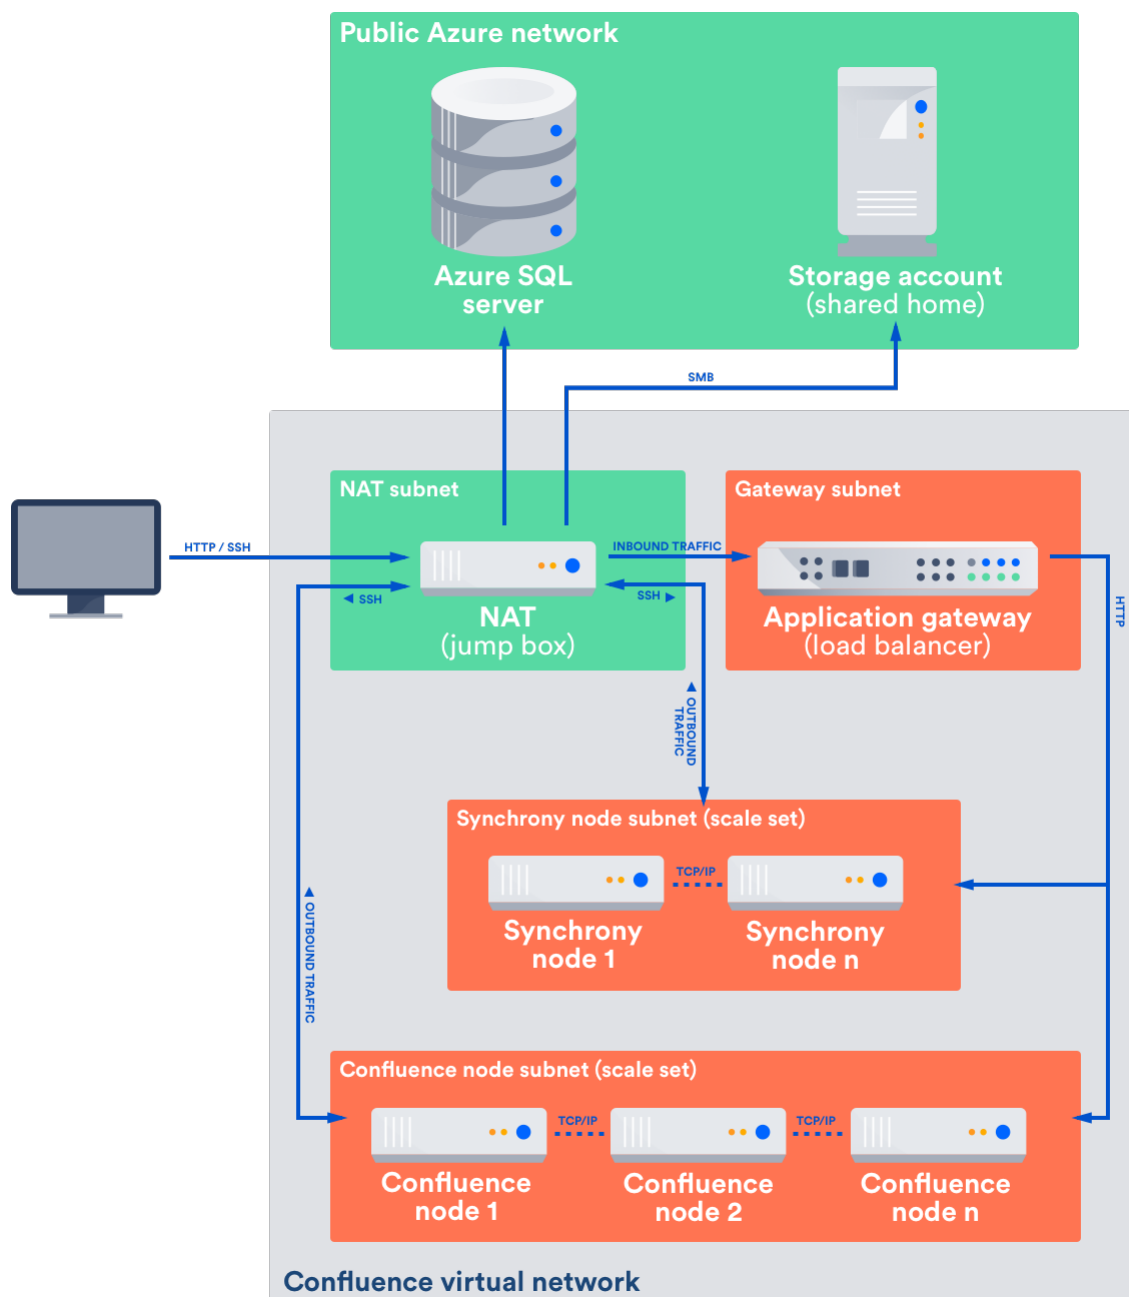 Public Azure network
Azure SQL
server
Storage account
(shared home)
SMB
NAT subnet
Gateway subnet
HTTP / SSH
INBOUND TRAFFIC
◄ SSH
SSH ►
HTTP
NAT
(jump box)
Application gateway
(load balancer)
◄ OUTBOUND
TRAFFIC
Synchrony node subnet (scale set)
TCP/IP
Synchrony
node 1
Synchrony
node n
◄ OUTBOUND TRAFFIC
Confluence node subnet (scale set)
TCP/IP
TCP/IP
Confluence
node 1
Confluence
node 2
Confluence
node n
Confluence virtual network